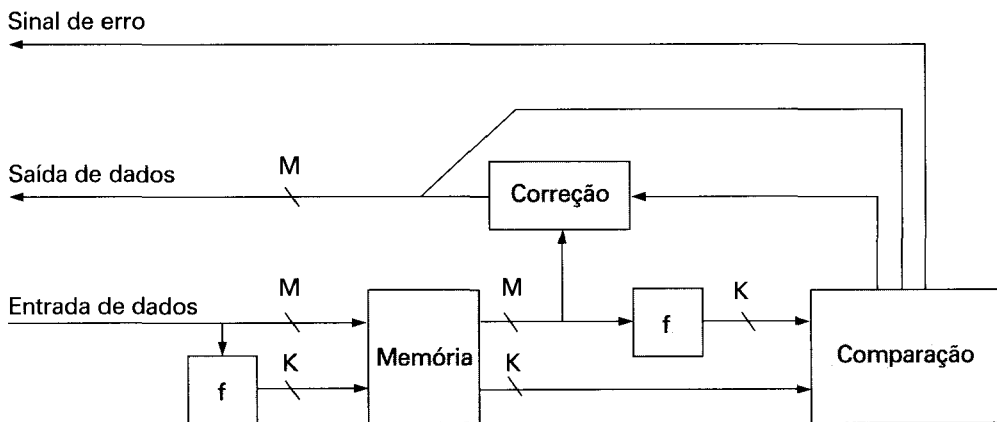 Sinal de erro
Saída de dados
M
Correção
Entrada de dados
M
M
K
f
Memória
Comparação
f
K
K